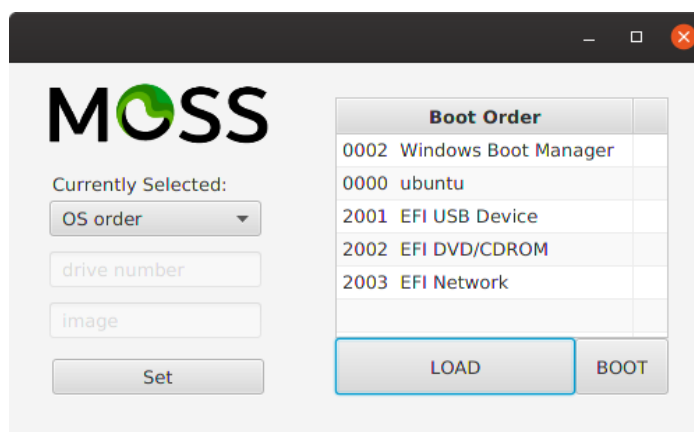 MOSS
Currently Selected:
OS order
drive number
image
Set
Boot Order
0002 Windows Boot Manager
0000 ubuntu
2001 EFI USB Device
2002 EFI DVD/CDROM
2003 EFI Network
LOAD
BOOT